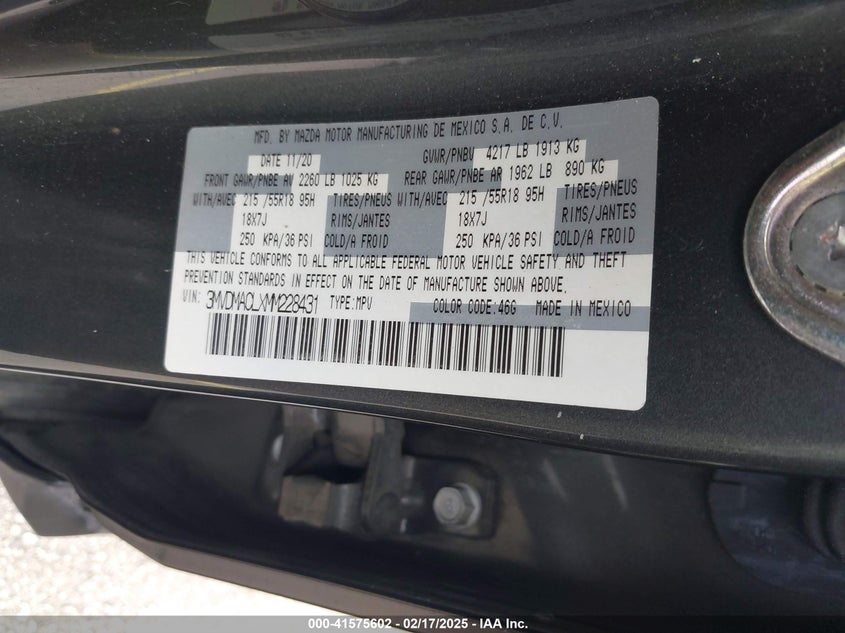 MFD. BY MAZDA MOTOR MANUFACTURING DE MEXICO S.A. DE C.V.
DATE 11/20 GVWR/PNBV 4217 LB 1913 KG
FRONT GAWR/PNBE AV 2260 LB 1025 KG REAR GAWR/PNBE AR 1962 LB 890 KG
WITH/AVEC 215 /55R18 95H TIRES/PNEUS WITH/AVEC 215 /55R18 95H TIRES/PNEUS
18X7J RIMS/JANTES 18X7J RIMS/JANTES
250 KPA/36 PSI COLD/A FROID 250 KPA/36 PSI COLD/A FROID
THIS VEHICLE CONFORMS TO ALL APPLICABLE FEDERAL MOTOR VEHICLE SAFETY AND THEFT
PREVENTION STANDARDS IN EFFECT ON THE DATE OF MANUFACTURE SHOWN ABOVE.
VIN: 3MVDMACLXMM228431 TYPE:MPV COLOR CODE:46G MADE IN MEXICO
000-41575602 - 02/17/2025 - IAA Inc.